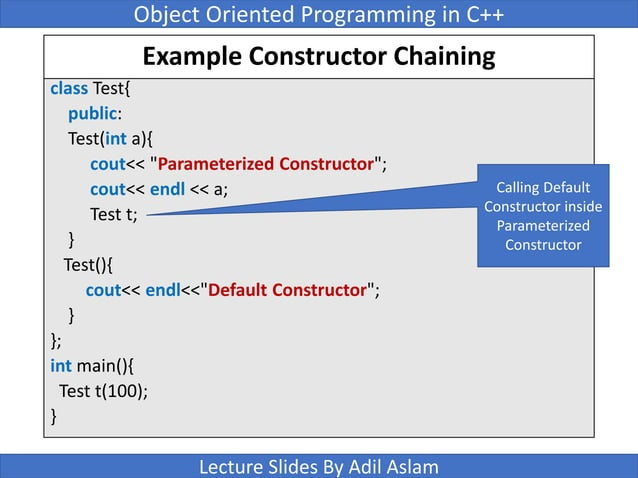 Object Oriented Programming in C++
Example Constructor Chaining
class Test{
public:
Test(int a){
cout<< "Parameterized Constructor";
cout<< endl << a;
Test t;
}
Test(){
cout<< endl<<"Default Constructor";
}
};
int main(){
Test t(100);
}
Calling Default
Constructor inside
Parameterized
Constructor
Lecture Slides By Adil Aslam